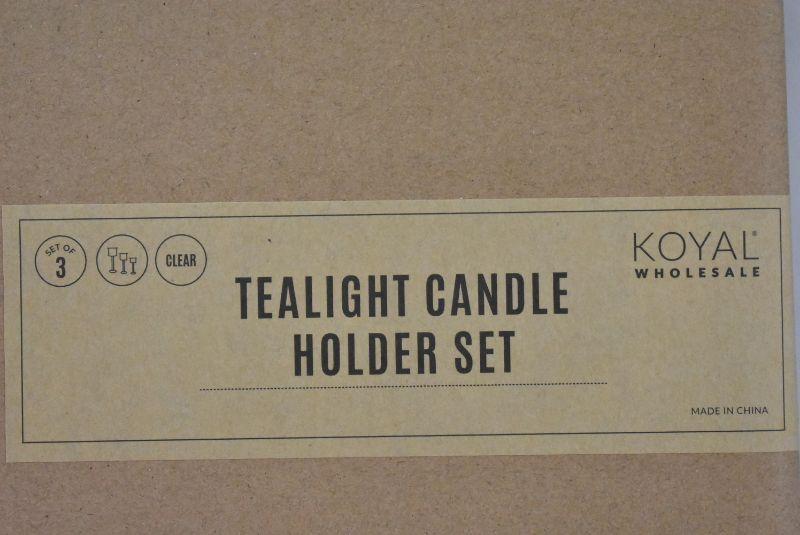 SET OF
3
CLEAR
KOYAL®
WHOLESALE
TEALIGHT CANDLE
HOLDER SET
MADE IN CHINA